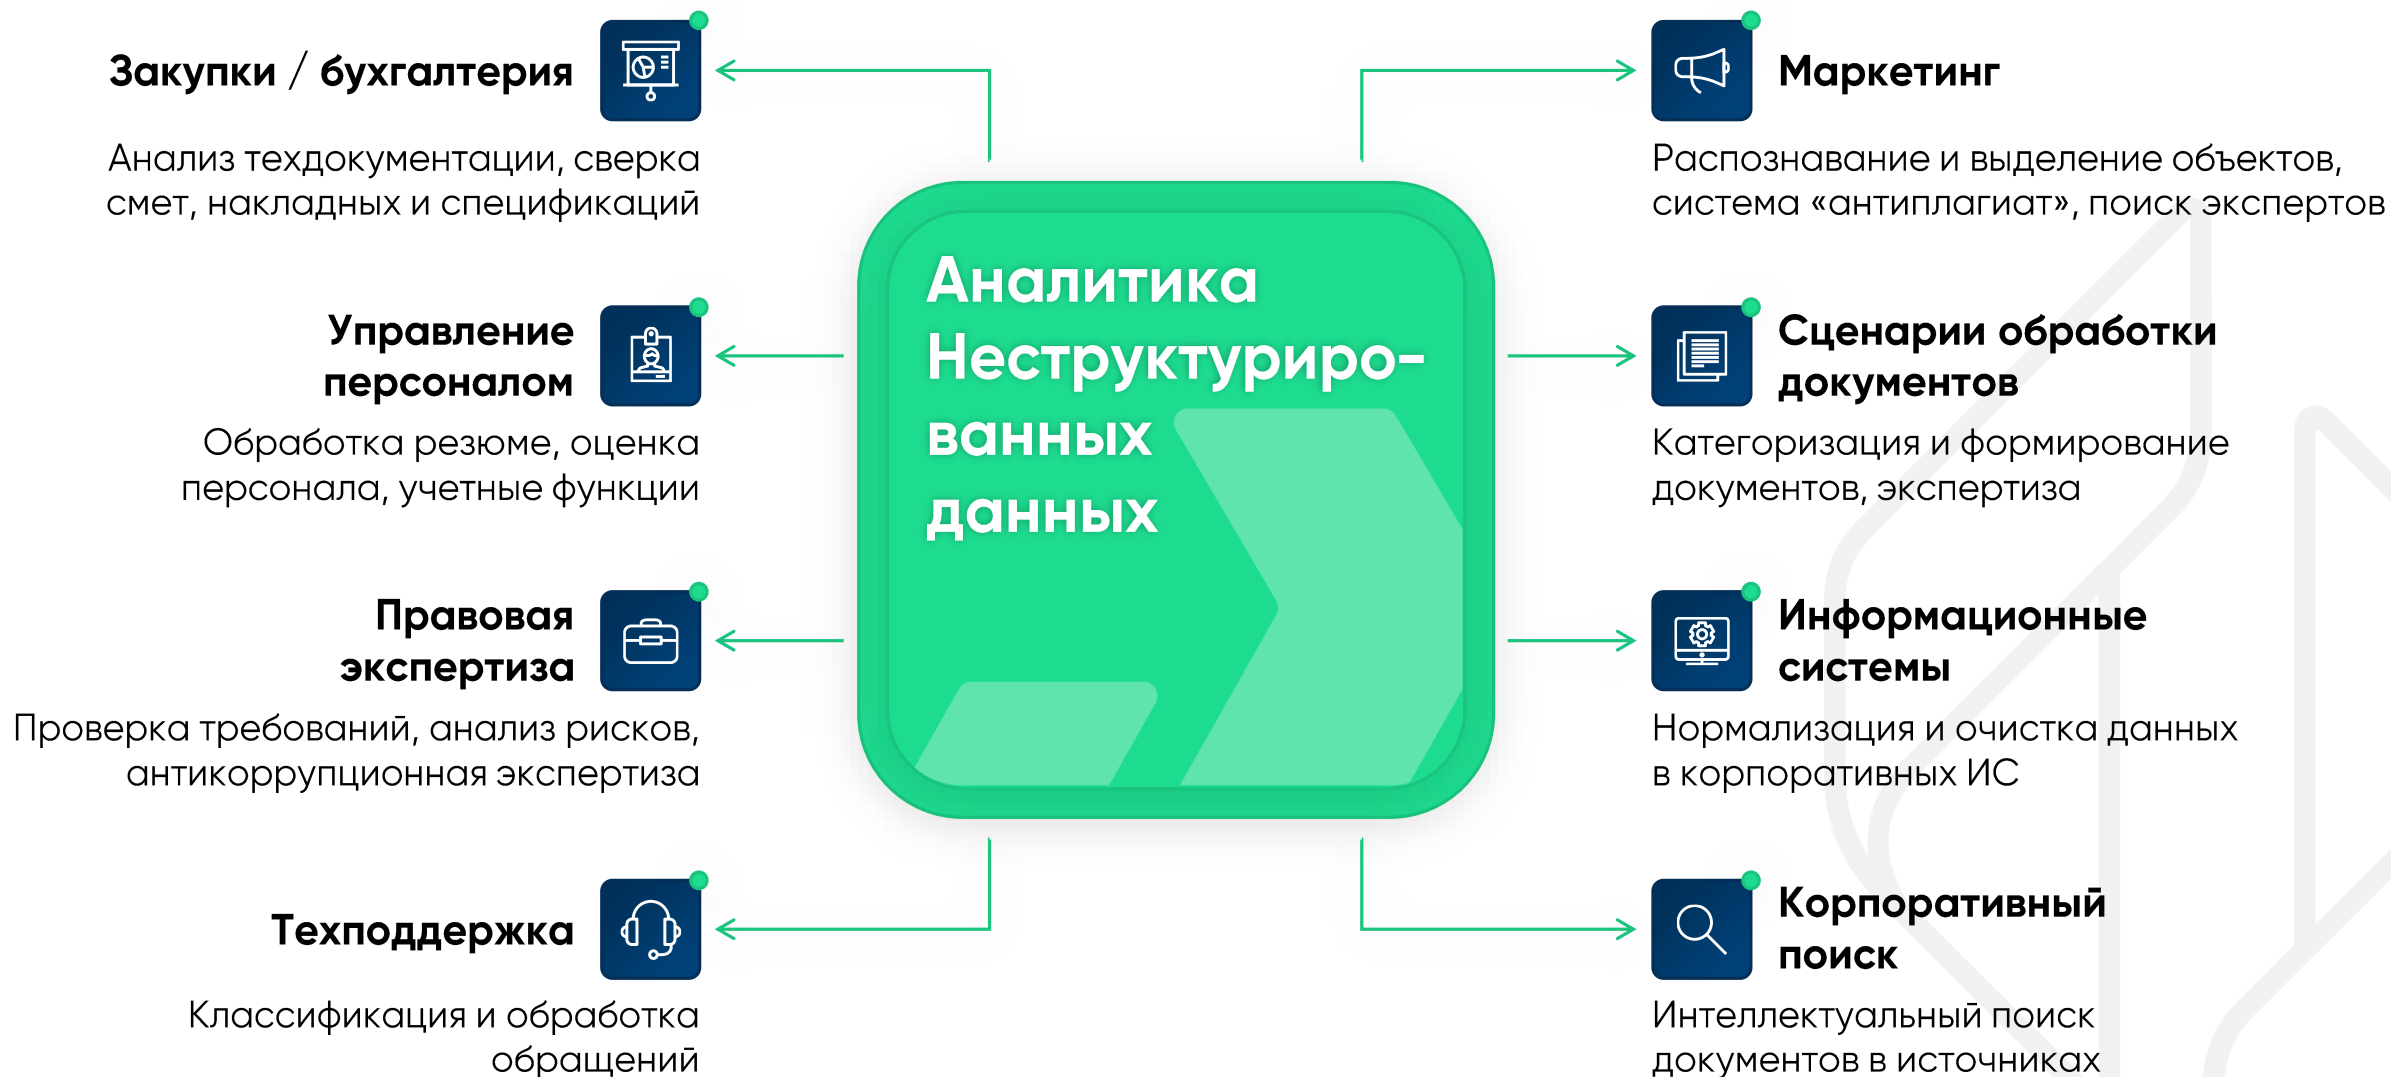 Закупки / бухгалтерия
Анализ техдокументации, сверка
смет, накладных и спецификаций
Управление
персоналом
Обработка резюме, оценка
персонала, учетные функции
Правовая
экспертиза
Проверка требований, анализ рисков,
антикоррупционная экспертиза
Техподдержка
Классификация и обработка
обращений
Аналитика
Неструктуриро-
ванных
данных
Маркетинг
Распознавание и выделение объектов,
система «антиплагиат», поиск экспертов
Сценарии обработки
документов
Категоризация и формирование
документов, экспертиза
Информационные
системы
Нормализация и очистка данных
в корпоративных ИС
Корпоративный
поиск
Интеллектуальный поиск
документов в источниках